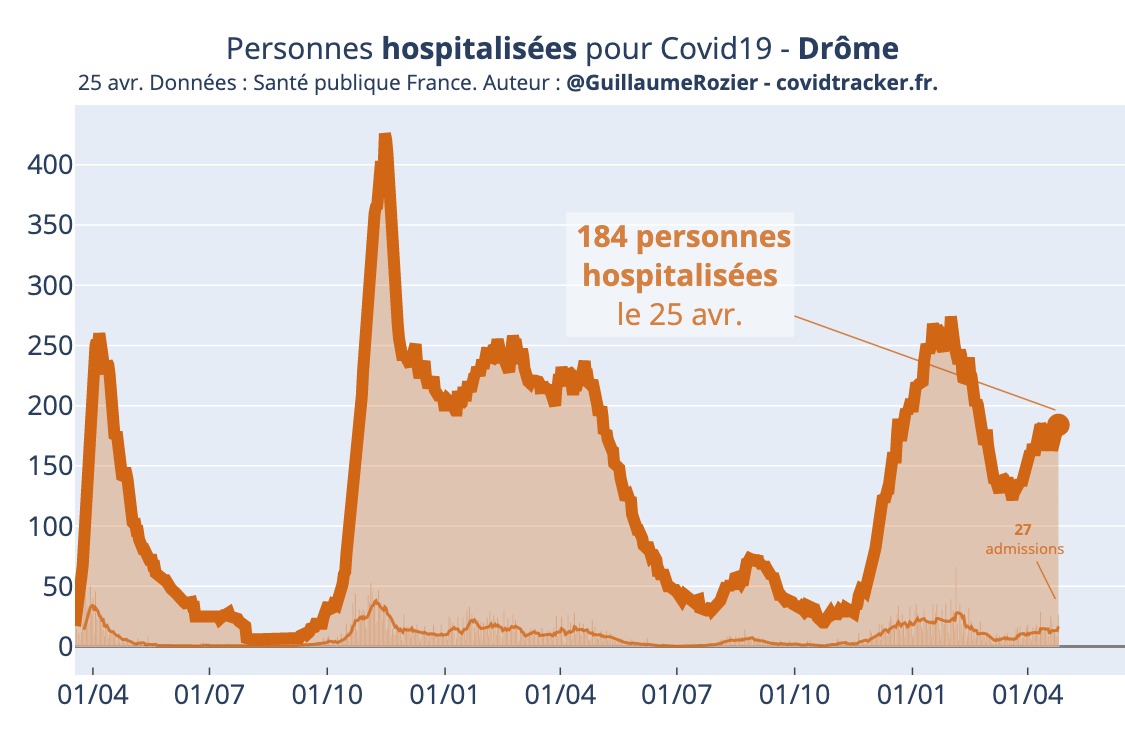 Personnes hospitalisées pour Covid19 - Drôme
25 avr. Données : Santé publique France. Auteur : @GuillaumeRozier - covidtracker.fr.
400
350
300
250
200
150
100
50
0
184 personnes
hospitalisées
le 25 avr.
27
admissions
01/04 01/07 01/10 01/01 01/04 01/07 01/10 01/01 01/04